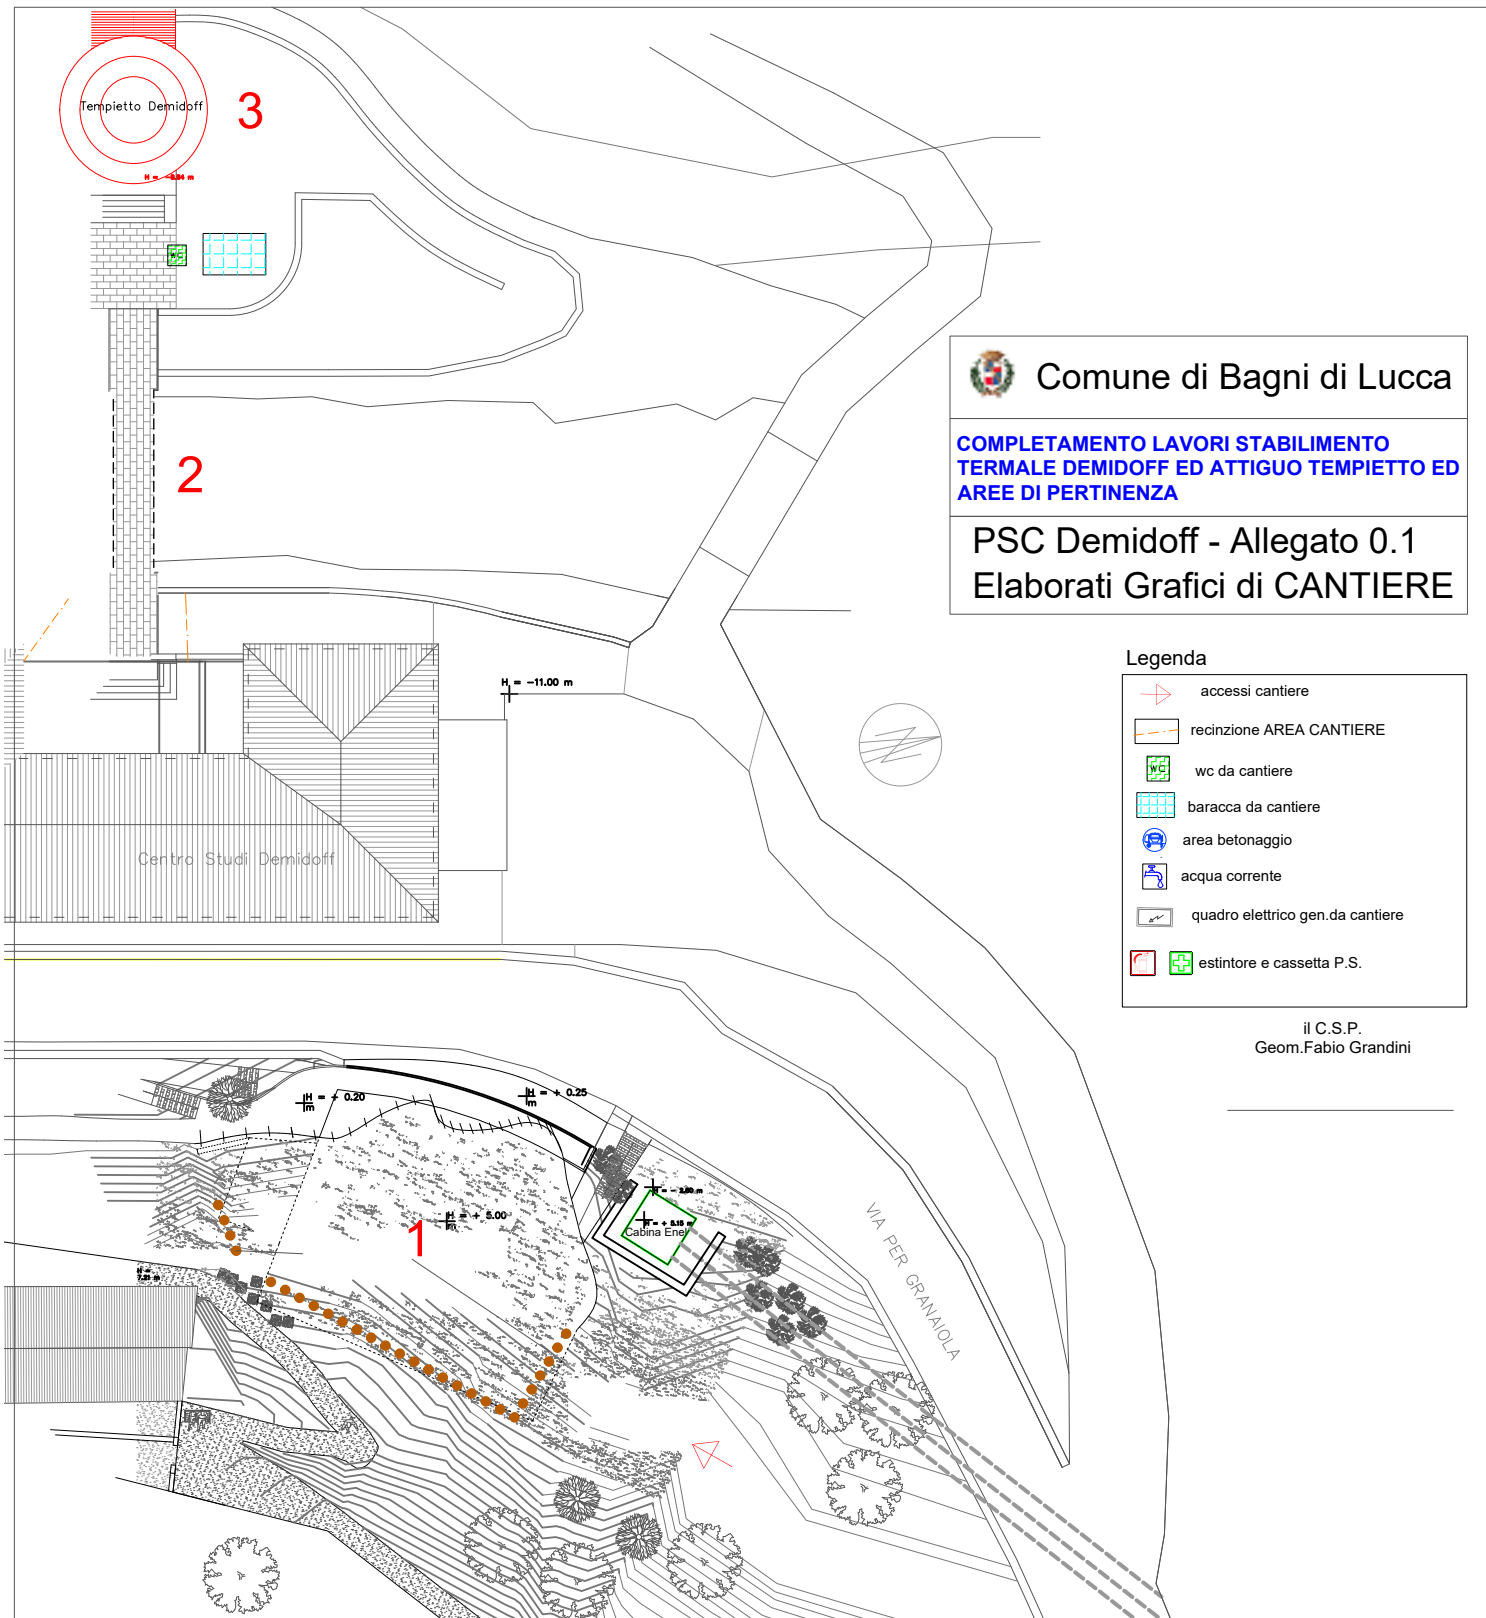 Tempietto Demidoff
3
WC
2
Comune di Bagni di Lucca
COMPLETAMENTO LAVORI STABILIMENTO
TERMALE DEMIDOFF ED ATTIGUO TEMPIETTO ED
AREE DI PERTINENZA
PSC Demidoff - Allegato 0.1
Elaborati Grafici di CANTIERE
Legenda
accessi cantiere
recinzione AREA CANTIERE
WC
wc da cantiere
baracca da cantiere
area betonaggio
acqua corrente
quadro elettrico gen.da cantiere
estintore e cassetta P.S.
il C.S.P.
Geom.Fabio Grandini
H = -11.00 m
Centro Studi Demidoff
H = + 0.20
m
H = + 0.25
m
H = + 5.00
m
1
Cabina Enel
VIA PER GRANAIOLA